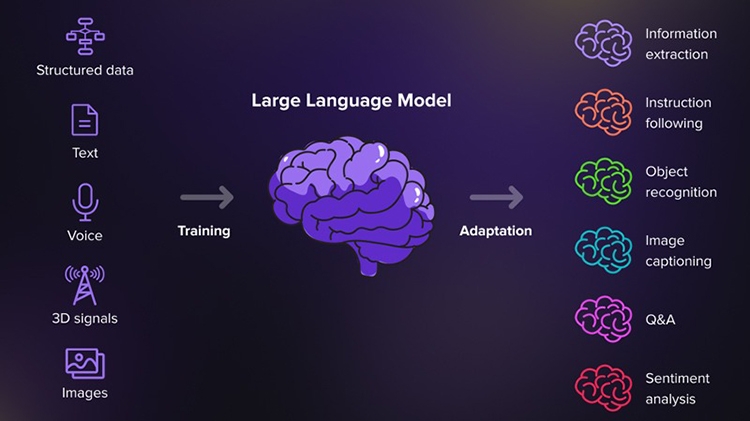 Structured data
Text
Voice
3D signals
Images
Training
Large Language Model
Adaptation
Information
extraction
Instruction
following
Object
recognition
Image
captioning
Q&A
Sentiment
analysis